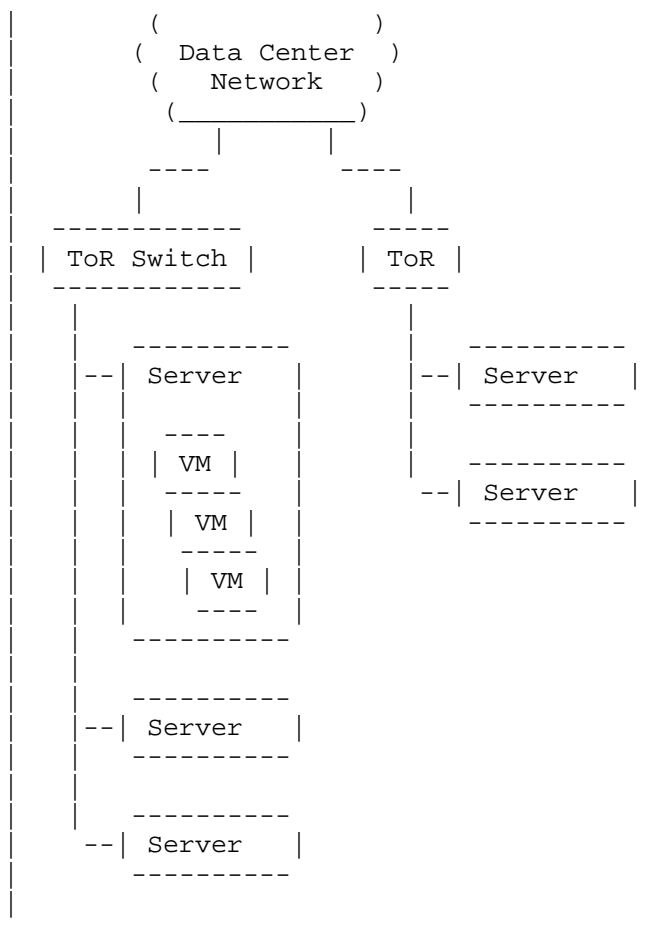 Data Center
Network
ToR Switch
ToR
Server
Server
VM
Server
VM
VM
Server
Server